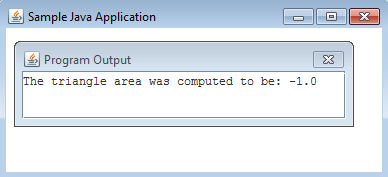 Sample Java Application
Program Output
The triangle area was computed to be: -1.0